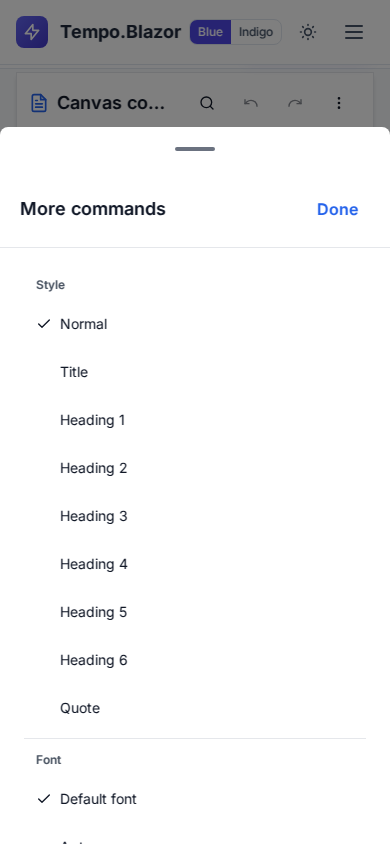 Tempo.Blazor Blue Indigo
Canvas co...
More commands Done
Style
Normal
Title
Heading 1
Heading 2
Heading 3
Heading 4
Heading 5
Heading 6
Quote
Font
Default font